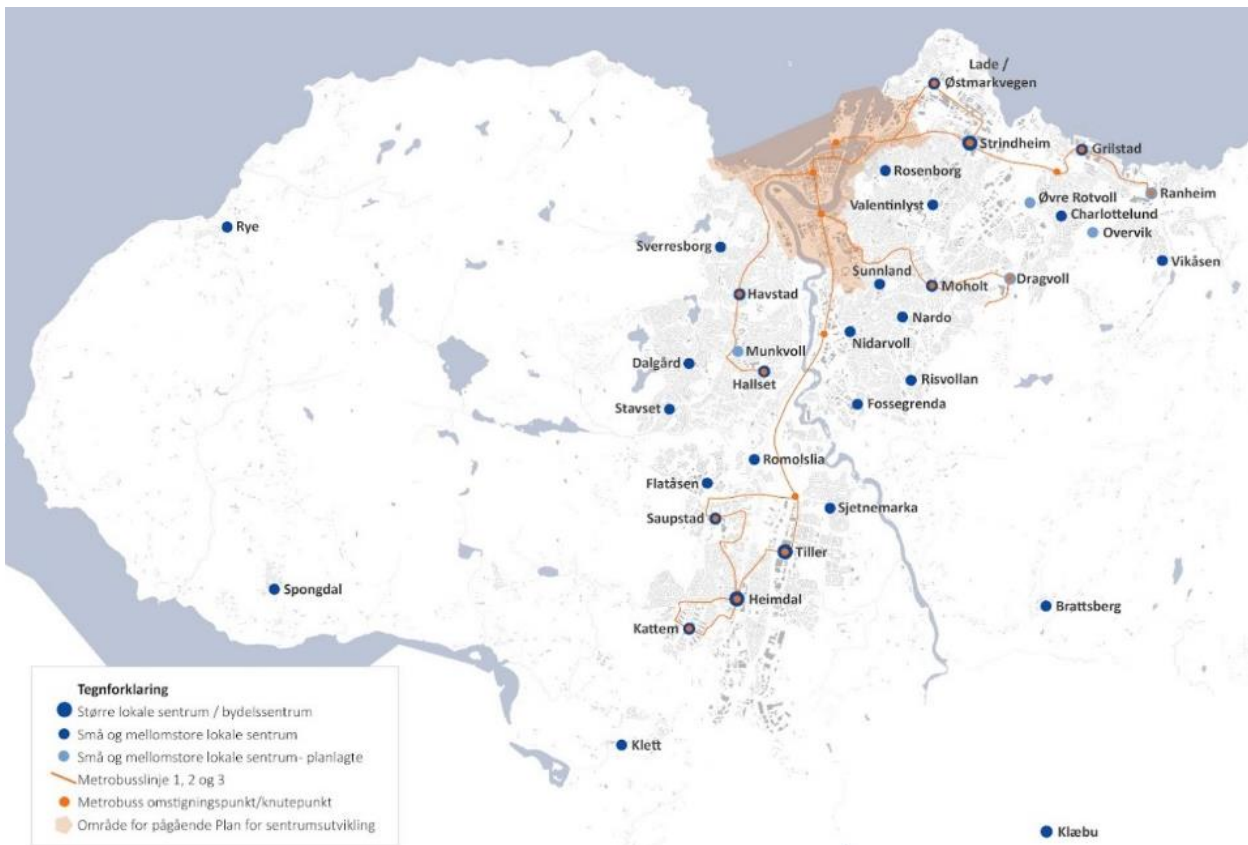 Lade /
Østmarkvegen
Strindheim
Grilstad
Rosenborg
Ranheim
Øvre Rotvoll
Valentinlyst
Charlottelund
Rye
Overvik
Sverresborg
Vikåsen
Sunnland
Dragvoll
Moholt
Havstad
Nardo
Nidarvoll
Munkvoll
Dalgård
Hallset
Risvollan
Stavset
Fossegrenda
Romolslia
Flatåsen
Sjetnemarka
Saupstad
Tiller
Spongdal
Heimdal
Brattsberg
Kattem
Klett
Klæbu
Tegnforklaring
Større lokale sentrum / bydelssentrum
Små og mellomstore lokale sentrum
Små og mellomstore lokale sentrum- planlagte
Metrobusslinje 1, 2 og 3
Metrobuss omstigningspunkt/knutepunkt
Område for pågående Plan for sentrumsutvikling